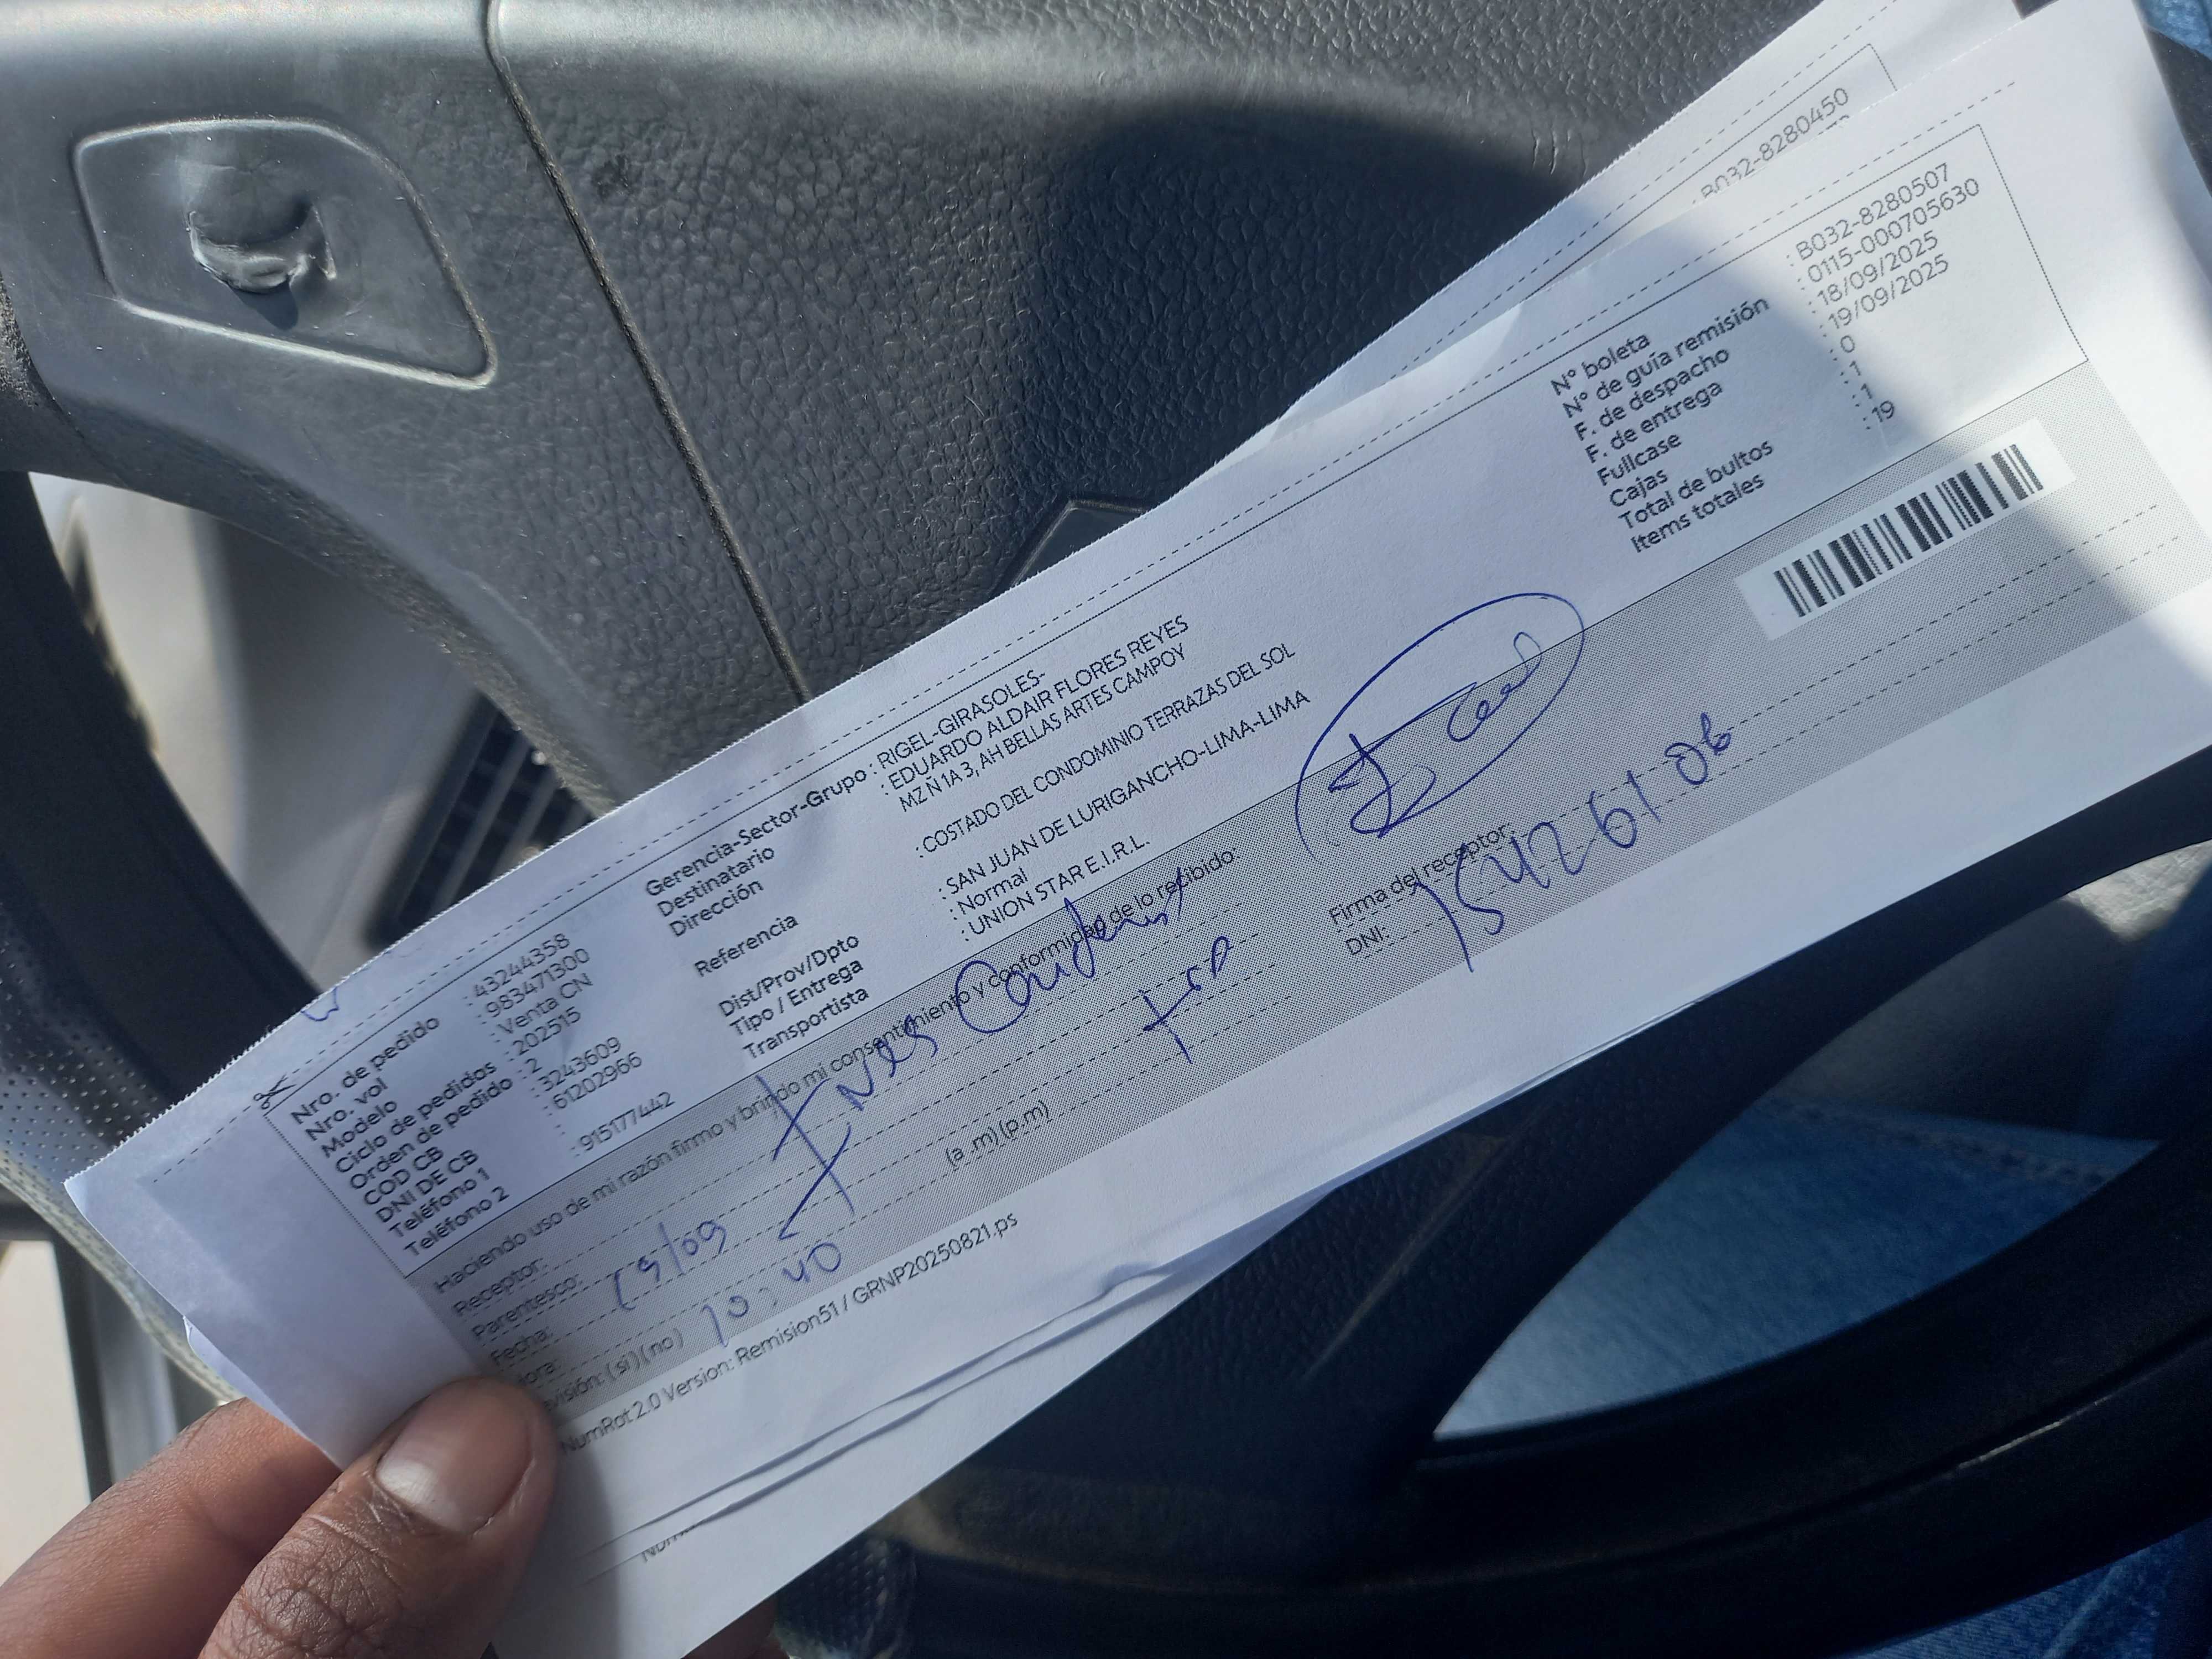 B032-8280450
Nro. de pedido : 43244358
Nro. vol : 983471300
Modelo : Venta CN
Ciclo de pedidos : 202515
Orden de pedido : 2
COD CB : 3243609
DNI DE CB : 61202966
Teléfono 1
Teléfono 2 : 915177442
Gerencia-Sector-Grupo : RIGEL-GIRASOLES-
Destinatario : EDUARDO ALDAIR FLORES REYES
Dirección MZ Ñ 1A 3, AH BELLAS ARTES CAMPOY
Referencia : COSTADO DEL CONDOMINIO TERRAZAS DEL SOL
Dist/Prov/Dpto : SAN JUAN DE LURIGANCHO-LIMA-LIMA
Tipo / Entrega : Normal
Transportista : UNION STAR E.I.R.L.
N° boleta : B032-8280507
N° de guía remisión : 0115-000705630
F. de despacho : 18/09/2025
F. de entrega : 19/09/2025
Fullcase : 0
Cajas : 1
Total de bultos : 1
Items totales : 19
Haciendo uso de mi razón firmo y brindo mi consentimiento y conformidad de lo recibido:
Receptor:
Parentesco:
Fecha: 19/09
Hora: 10:40 (a .m) (p.m)
visión: (si) (no)
Firma del receptor:
DNI: 75426106
NumRot 2.0 Version: Remision51 / GRNP20250821.ps